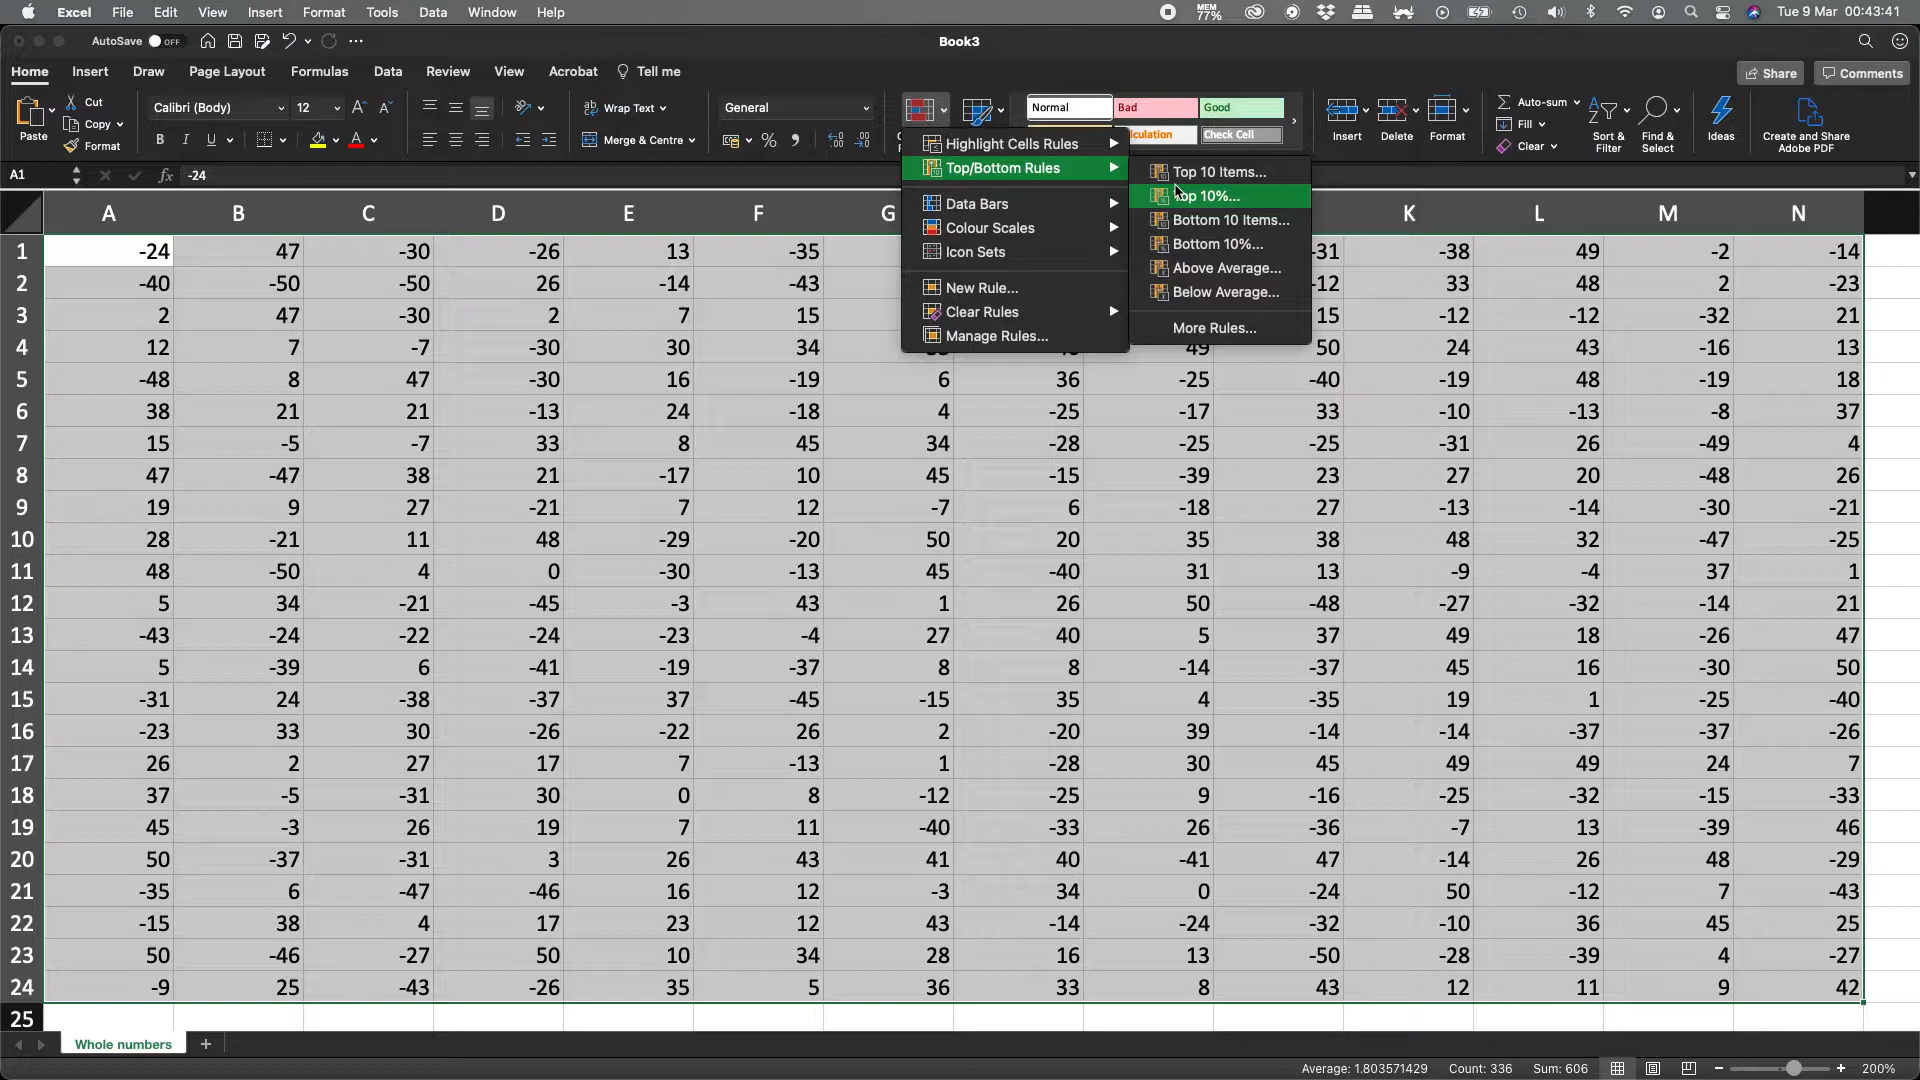 Excel File Edit View Insert Format Tools Data Window Help MEM 77% Tue 9 Mar 00:43:41
AutoSave OFF Book3
Home Insert Draw Page Layout Formulas Data Review View Acrobat Tell me Share Comments
Paste Cut Copy Format
Calibri (Body) 12
B I U A
Wrap Text
Merge & Centre
General
Normal Bad Good
lculation Check Cell
Insert Delete Format
Auto-sum
Fill
Clear
Sort & Filter
Find & Select
Ideas
Create and Share Adobe PDF
Highlight Cells Rules
Top/Bottom Rules
Data Bars
Colour Scales
Icon Sets
New Rule...
Clear Rules
Manage Rules...
Top 10 Items...
Top 10%...
Bottom 10 Items...
Bottom 10%...
Above Average...
Below Average...
More Rules...
A1 fx -24
A B C D E F G K L M N
1 -24 47 -30 -26 13 -35 -31 -38 49 -2 -14
2 -40 -50 -50 26 -14 -43 -12 33 48 2 -23
3 2 47 -30 2 7 15 15 -12 -12 -32 21
4 12 7 -7 -30 30 34 49 50 24 43 -16 13
5 -48 8 47 -30 16 -19 6 36 -25 -40 -19 48 -19 18
6 38 21 21 -13 24 -18 4 -25 -17 33 -10 -13 -8 37
7 15 -5 -7 33 8 45 34 -28 -25 -25 -31 26 -49 4
8 47 -47 38 21 -17 10 45 -15 -39 23 27 20 -48 26
9 19 9 27 -21 7 12 -7 6 -18 27 -13 -14 -30 -21
10 28 -21 11 48 -29 -20 50 20 35 38 48 32 -47 -25
11 48 -50 4 0 -30 -13 45 -40 31 13 -9 -4 37 1
12 5 34 -21 -45 -3 43 1 26 50 -48 -27 -32 -14 21
13 -43 -24 -22 -24 -23 -4 27 40 5 37 49 18 -26 47
14 5 -39 6 -41 -19 -37 8 8 -14 -37 45 16 -30 50
15 -31 24 -38 -37 37 -45 -15 35 4 -35 19 1 -25 -40
16 -23 33 30 -26 -22 26 2 -20 39 -14 -14 -37 -37 -26
17 26 2 27 17 7 -13 1 -28 30 45 49 49 24 7
18 37 -5 -31 30 0 8 -12 -25 9 -16 -25 -32 -15 -33
19 45 -3 26 19 7 11 -40 -33 26 -36 -7 13 -39 46
20 50 -37 -31 3 26 43 41 40 -41 47 -14 26 48 -29
21 -35 6 -47 -46 16 12 -3 34 0 -24 50 -12 7 -43
22 -15 38 4 17 23 12 43 -14 -24 -32 -10 36 45 25
23 50 -46 -27 50 10 34 28 16 13 -50 -28 -39 4 -27
24 -9 25 -43 -26 35 5 36 33 8 43 12 11 9 42
25
Whole numbers
Average: 1.803571429 Count: 336 Sum: 606 200%